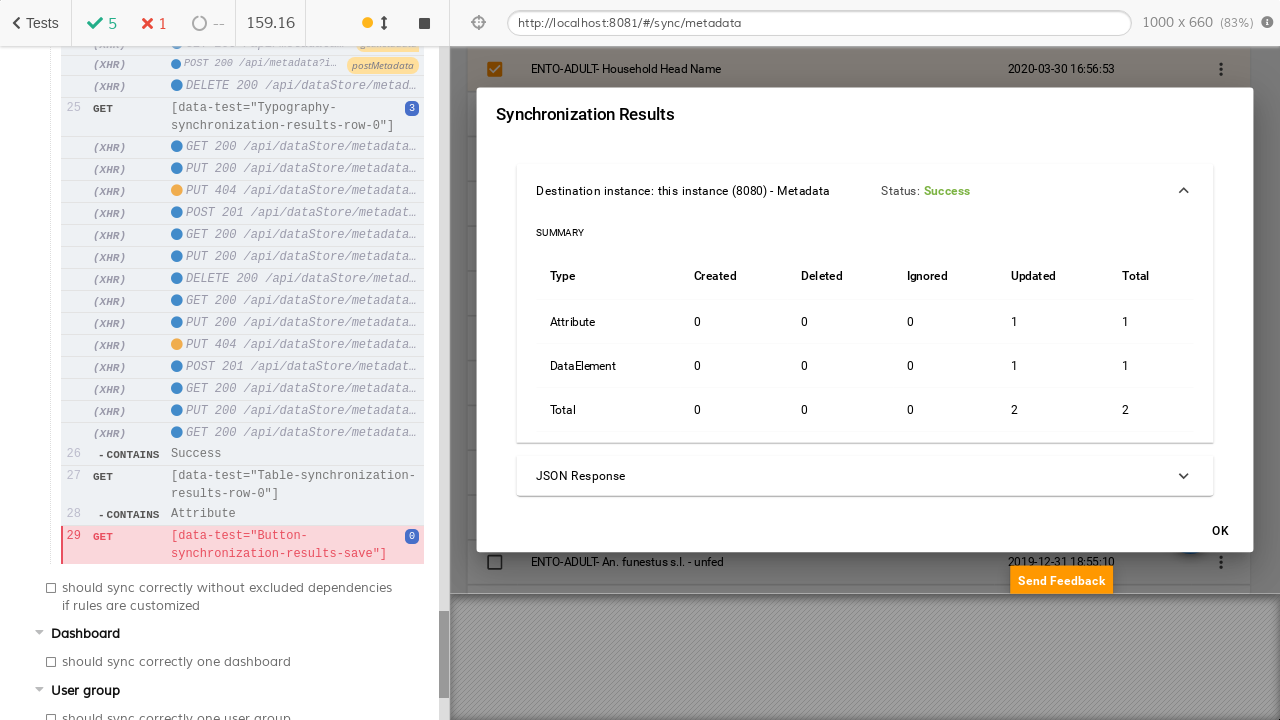 Tests
5
1
--
159.16
http://localhost:8081/#/sync/metadata
1000 x 660 (83%)
(XHR) POST 200 /api/metadata?i… postMetadata
(XHR) DELETE 200 /api/dataStore/metad…
25 GET [data-test="Typography-
synchronization-results-row-0"] 3
(XHR) GET 200 /api/dataStore/metadata…
(XHR) PUT 200 /api/dataStore/metadata…
(XHR) PUT 404 /api/dataStore/metadata…
(XHR) POST 201 /api/dataStore/metadat…
(XHR) GET 200 /api/dataStore/metadata…
(XHR) PUT 200 /api/dataStore/metadata…
(XHR) DELETE 200 /api/dataStore/metad…
(XHR) GET 200 /api/dataStore/metadata…
(XHR) PUT 200 /api/dataStore/metadata…
(XHR) PUT 404 /api/dataStore/metadata…
(XHR) POST 201 /api/dataStore/metadat…
(XHR) GET 200 /api/dataStore/metadata…
(XHR) PUT 200 /api/dataStore/metadata…
(XHR) GET 200 /api/dataStore/metadata…
26 - CONTAINS Success
27 GET [data-test="Table-synchronization-
results-row-0"]
28 - CONTAINS Attribute
29 GET [data-test="Button-
synchronization-results-save"] 0
should sync correctly without excluded dependencies
if rules are customized
Dashboard
should sync correctly one dashboard
User group
should sync correctly one user group
ENTO-ADULT- Household Head Name 2020-03-30 16:56:53
Synchronization Results
Destination instance: this instance (8080) - Metadata Status: Success
SUMMARY
Type Created Deleted Ignored Updated Total
Attribute 0 0 0 1 1
DataElement 0 0 0 1 1
Total 0 0 0 2 2
JSON Response
OK
ENTO-ADULT- An. funestus s.l. - unfed 2019-12-31 18:55:10
Send Feedback